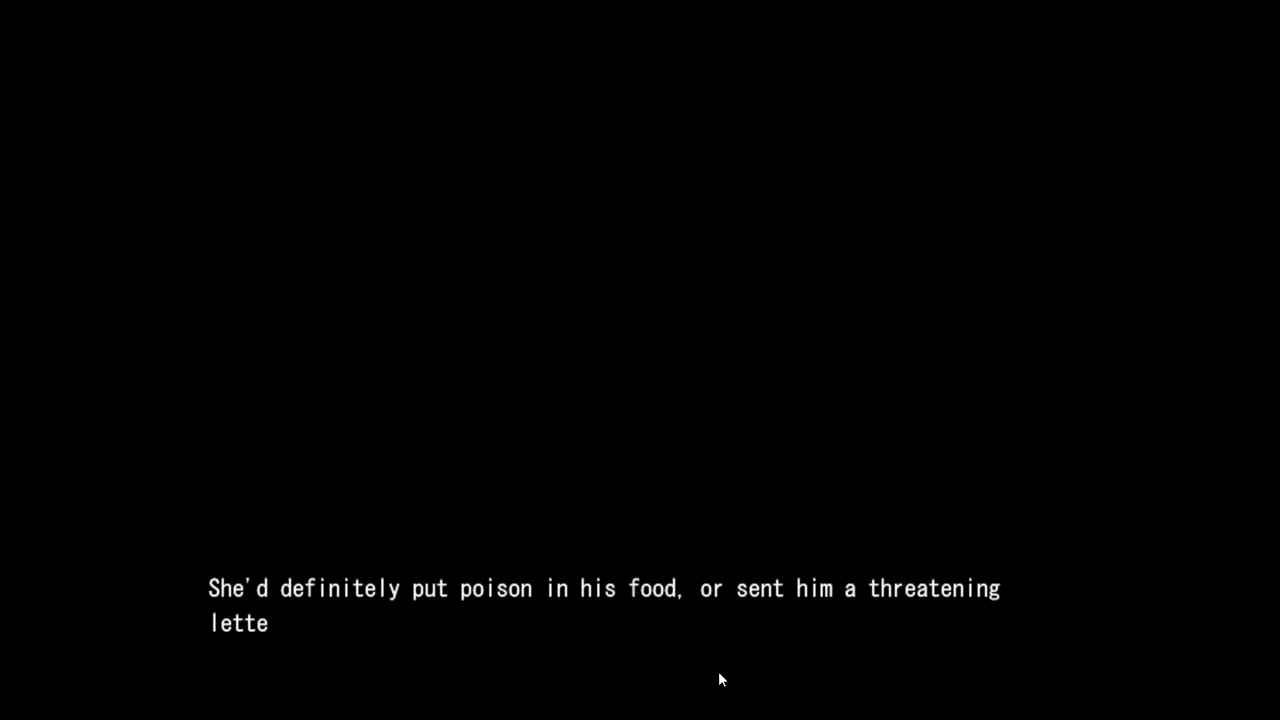 She'd definitely put poison in his food, or sent him a threatening
lette